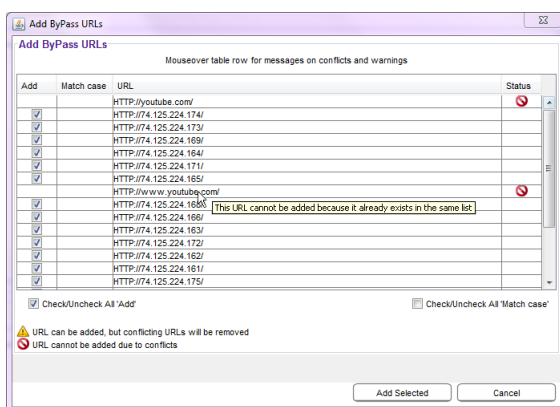 Add ByPass URLs
Add ByPass URLs
Mouseover table row for messages on conflicts and warnings
Add Match case URL Status
HTTP://youtube.com/
HTTP://74.125.224.174/
HTTP://74.125.224.173/
HTTP://74.125.224.169/
HTTP://74.125.224.164/
HTTP://74.125.224.171/
HTTP://74.125.224.165/
HTTP://www.youtube.com/
HTTP://74.125.224.168/
This URL cannot be added because it already exists in the same list
HTTP://74.125.224.166/
HTTP://74.125.224.163/
HTTP://74.125.224.172/
HTTP://74.125.224.162/
HTTP://74.125.224.161/
HTTP://74.125.224.175/
Check/Uncheck All 'Add' Check/Uncheck All 'Match case'
URL can be added, but conflicting URLs will be removed
URL cannot be added due to conflicts
Add Selected Cancel